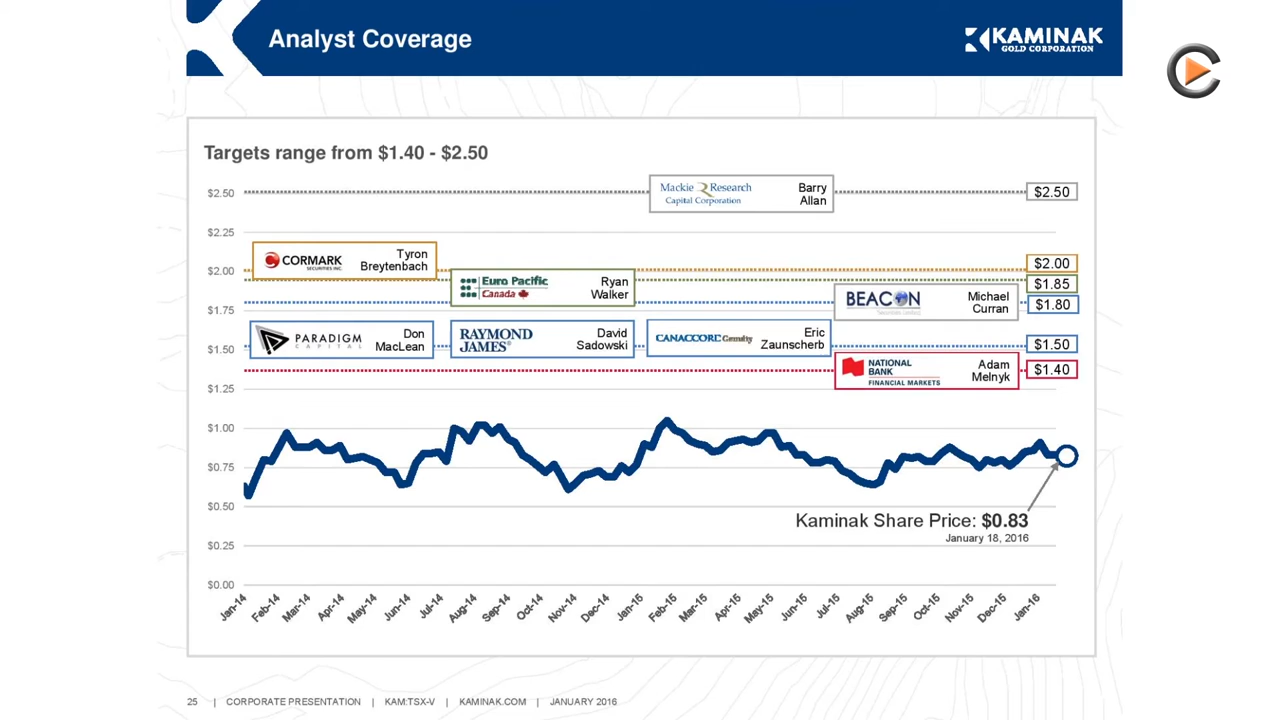 Analyst Coverage
KAMINAK
GOLD CORPORATION
Targets range from $1.40 - $2.50
$2.50
Mackie Research
Capital Corporation
Barry
Allan
$2.50
$2.25
CORMARK
SECURITIES INC.
Tyron
Breytenbach
$2.00
$2.00
Euro Pacific
Canada
Ryan
Walker
$1.85
BEACON
Securities Limited
Michael
Curran
$1.80
$1.75
PARADIGM
CAPITAL
Don
MacLean
RAYMOND
JAMES®
David
Sadowski
CANACCORD Genuity
Eric
Zaunscherb
$1.50
$1.50
NATIONAL
BANK
FINANCIAL MARKETS
Adam
Melnyk
$1.40
$1.25
$1.00
$0.75
$0.50
Kaminak Share Price: $0.83
January 18, 2016
$0.25
$0.00
Jan-14
Feb-14
Mar-14
Apr-14
May-14
Jun-14
Jul-14
Aug-14
Sep-14
Oct-14
Nov-14
Dec-14
Jan-15
Feb-15
Mar-15
Apr-15
May-15
Jun-15
Jul-15
Aug-15
Sep-15
Oct-15
Nov-15
Dec-15
Jan-16
25 | CORPORATE PRESENTATION | KAM:TSX-V | KAMINAK.COM | JANUARY 2016